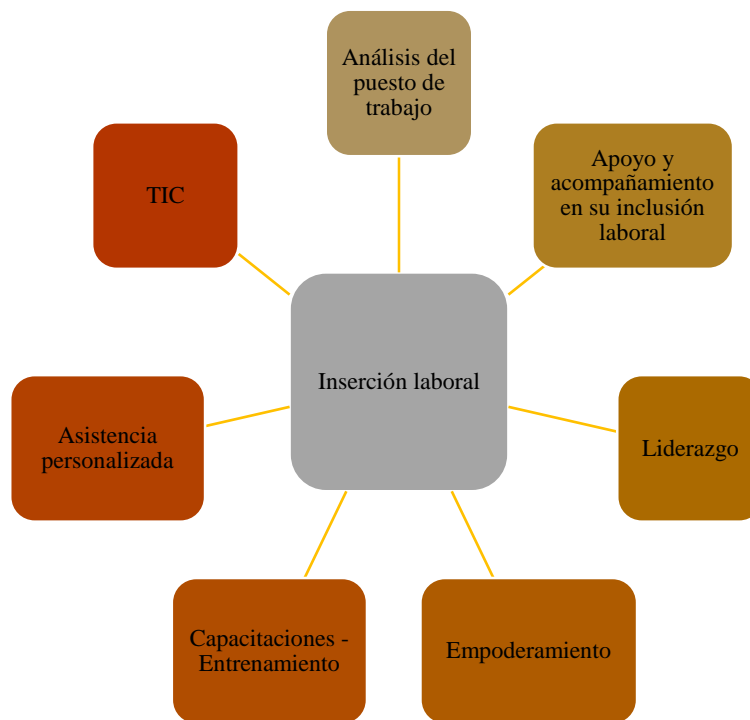 Análisis del
puesto de
trabajo
Apoyo y
acompañamiento
en su inclusión
laboral
Liderazgo
Empoderamiento
Capacitaciones -
Entrenamiento
Asistencia
personalizada
TIC
Inserción laboral